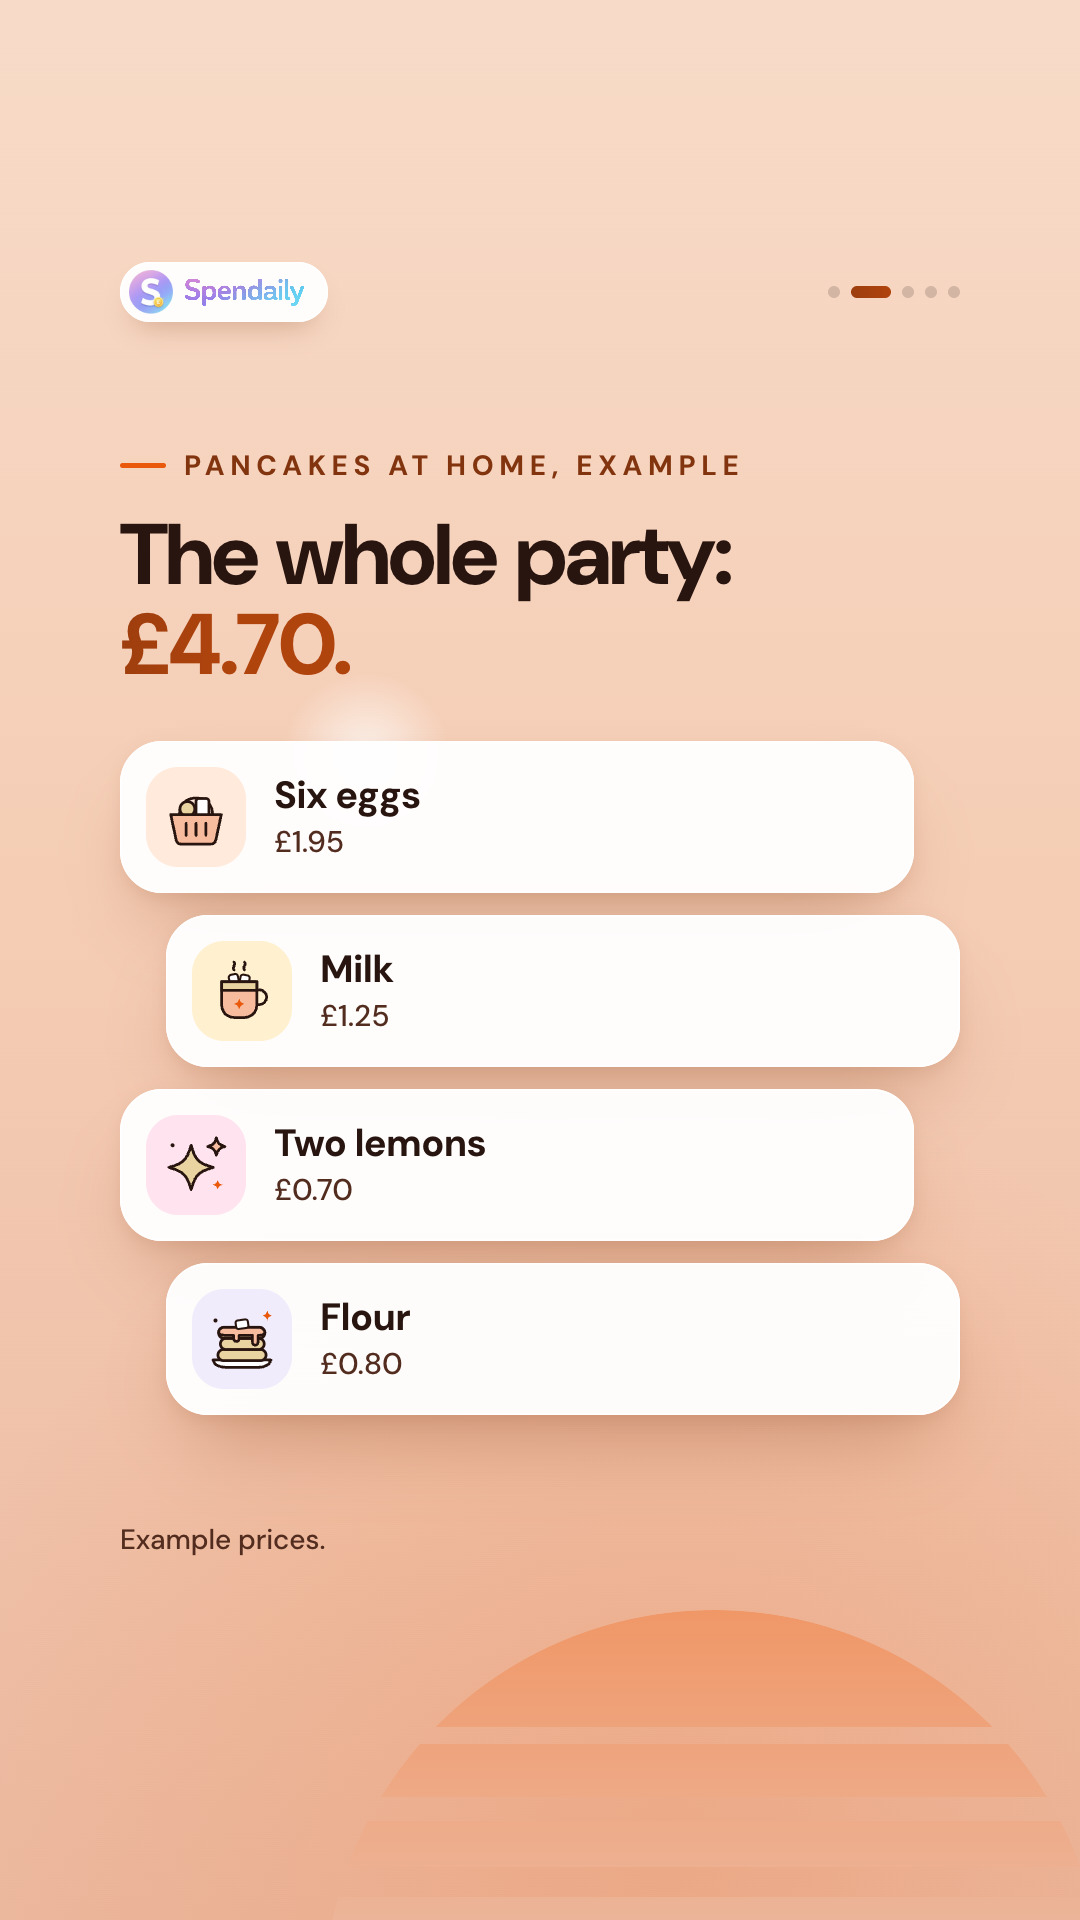 Spendaily
PANCAKES AT HOME, EXAMPLE
The whole party:
£4.70.
Six eggs
£1.95
Milk
£1.25
Two lemons
£0.70
Flour
£0.80
Example prices.